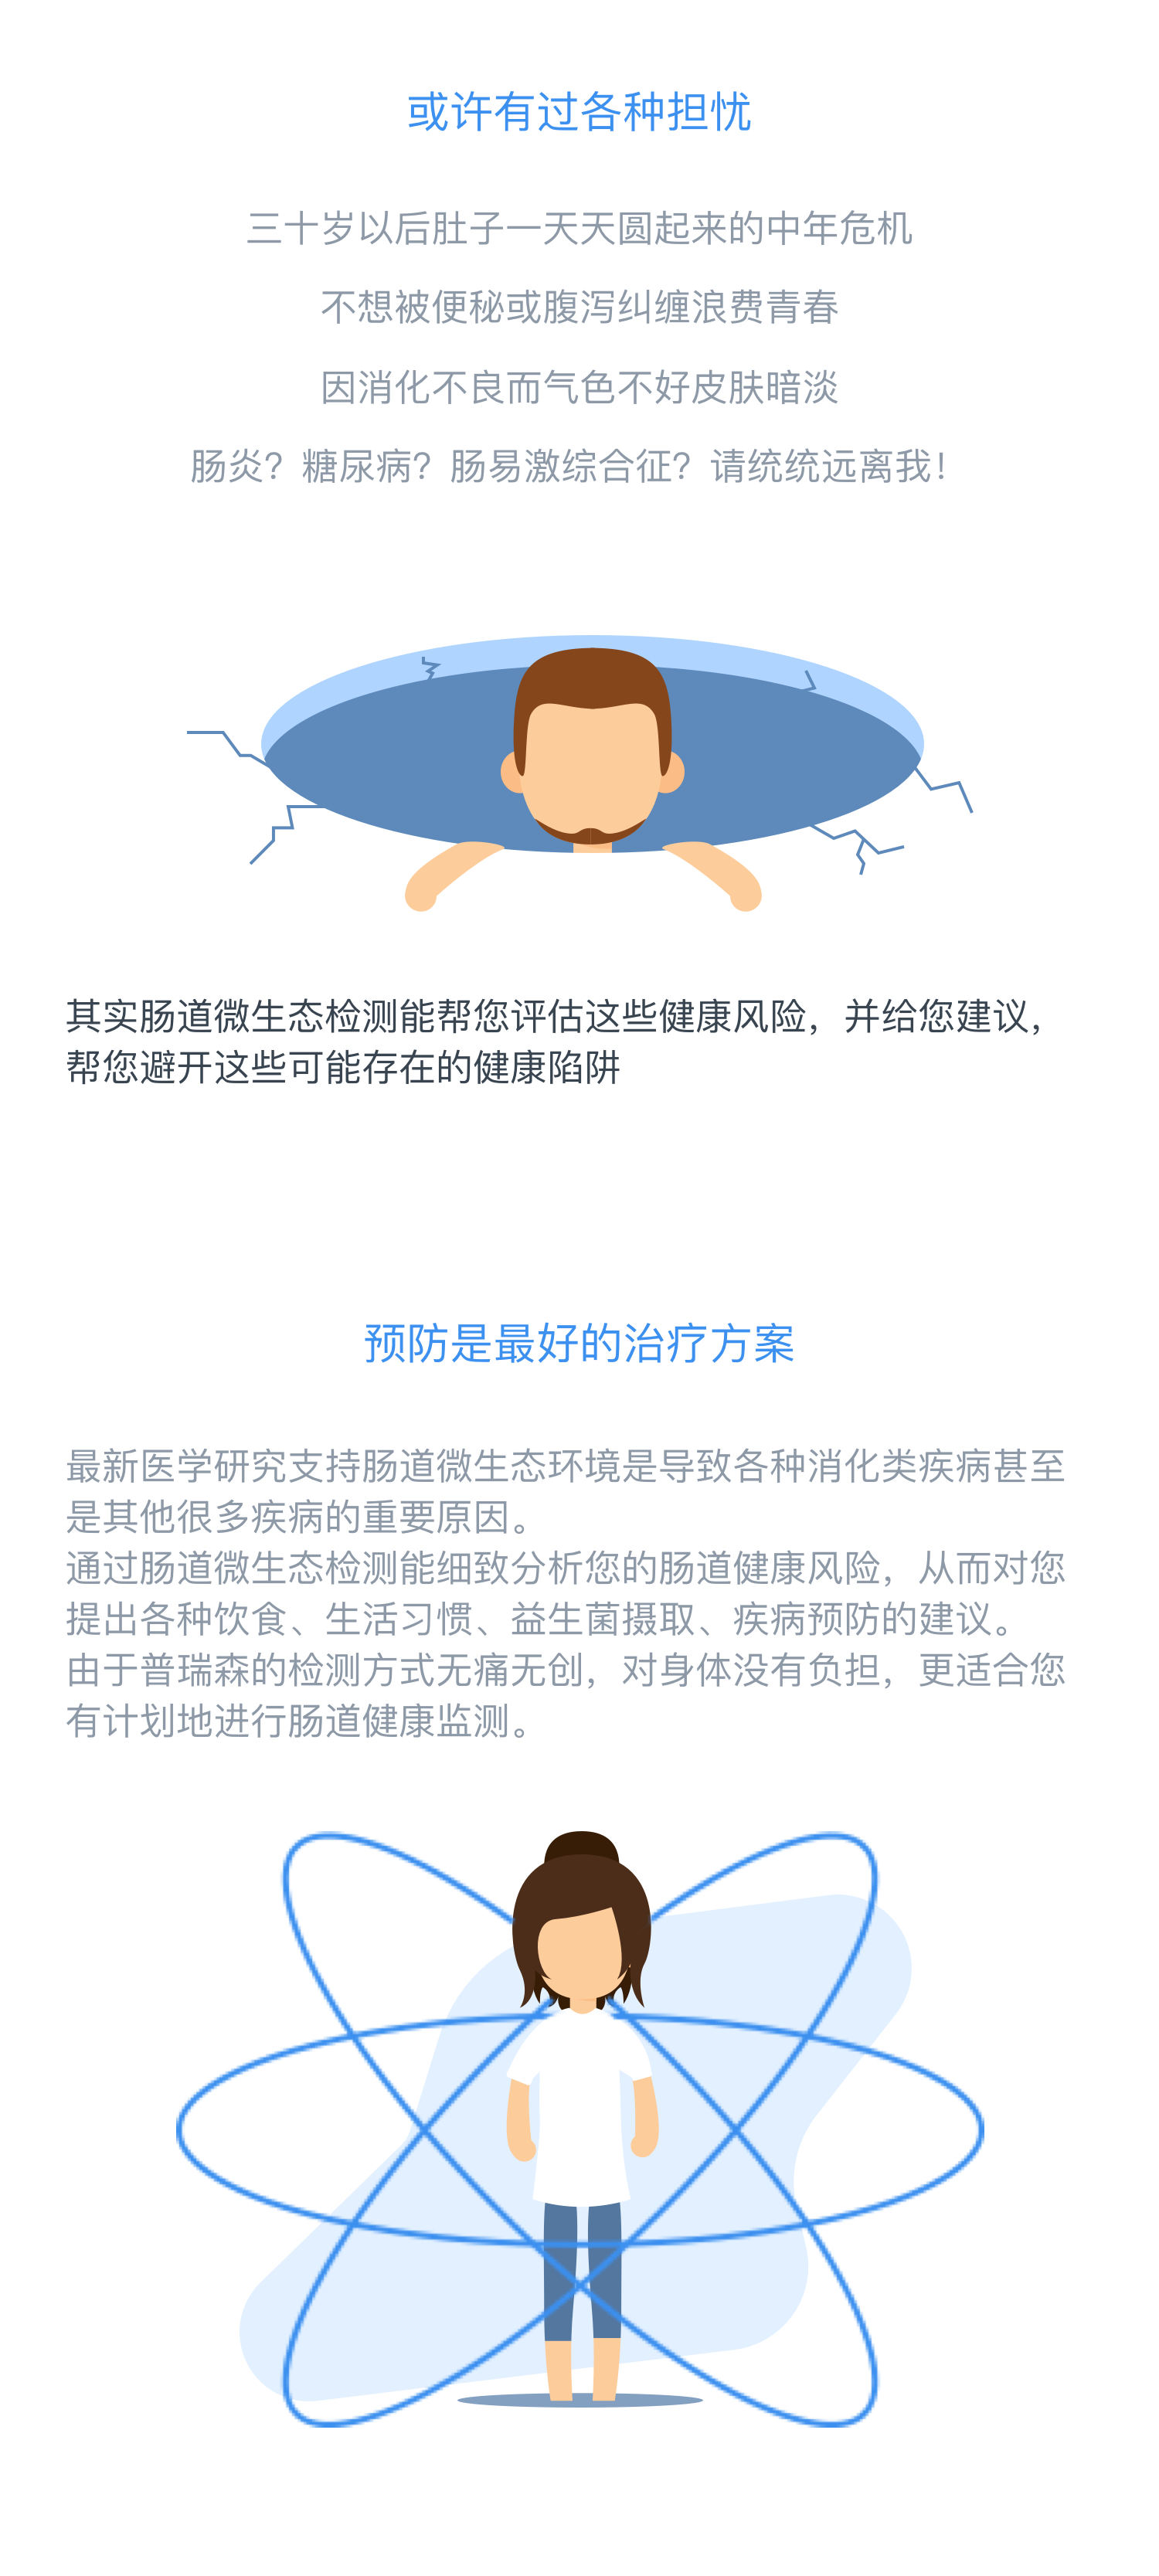 或许有过各种担忧
三十岁以后肚子一天天圆起来的中年危机
不想被便秘或腹泻纠缠浪费青春
因消化不良而气色不好皮肤暗淡
肠炎？糖尿病？肠易激综合征？请统统远离我！
其实肠道微生态检测能帮您评估这些健康风险，并给您建议，
帮您避开这些可能存在的健康陷阱
预防是最好的治疗方案
最新医学研究支持肠道微生态环境是导致各种消化类疾病甚至
是其他很多疾病的重要原因。
通过肠道微生态检测能细致分析您的肠道健康风险，从而对您
提出各种饮食、生活习惯、益生菌摄取、疾病预防的建议。
由于普瑞森的检测方式无痛无创，对身体没有负担，更适合您
有计划地进行肠道健康监测。